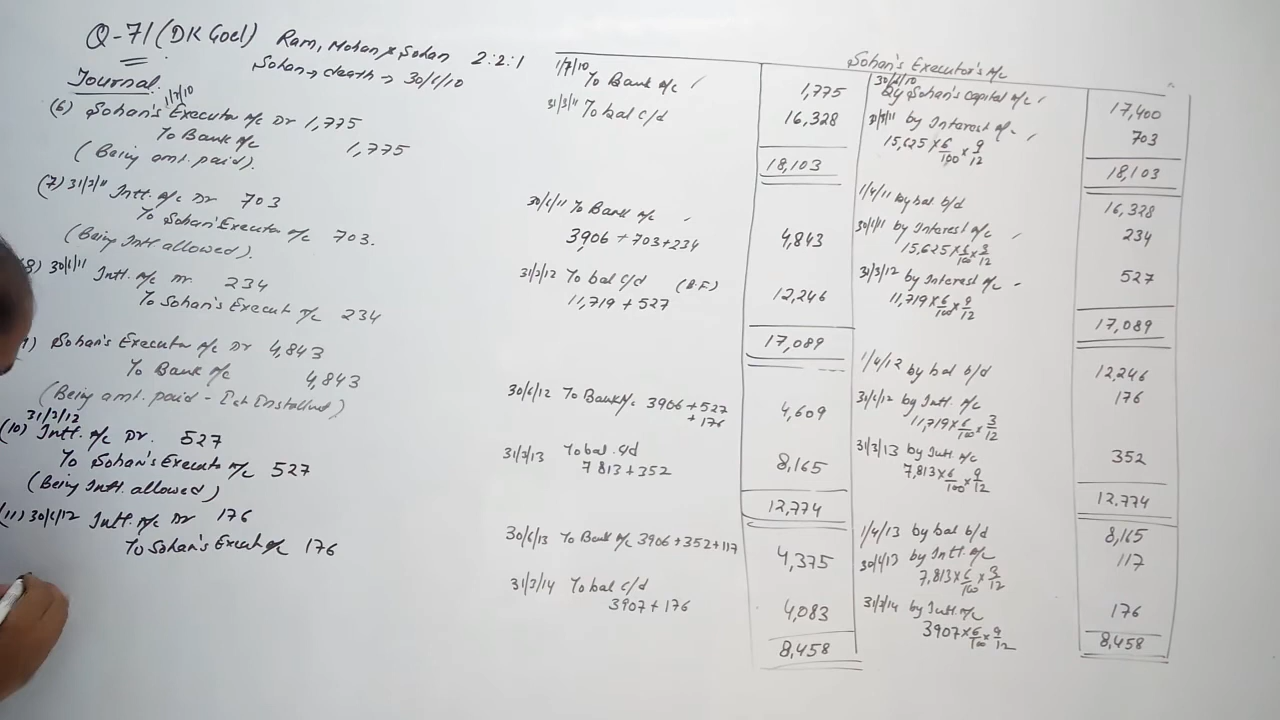 Q-71 (DK Goel) Ram, Mohan & Sohan 2:2:1
Sohan → death → 30/6/10
Journal
1/7/10
(6) Sohan's Executor A/c Dr 1,775
To Bank A/c 1,775
(Being amt. paid).
(7) 31/3/11 Intt. A/c Dr 703
To Sohan's Executor A/c 703.
(Being Intt allowed).
8) 30/6/11 Intt. A/c Dr 234
To Sohan's Execut A/c 234
) Sohan's Executor A/c Dr 4,843
To Bank A/c 4,843
(Being amt. paid - Ist Installment)
31/3/12
(10) Intt. A/c Dr. 527
To Sohan's Executor A/c 527
(Being Intt. allowed)
(11) 30/6/12 Intt. A/c Dr 176
To Sohan's Execut A/c 176
Sohan's Executor's A/c
1/7/10 To Bank A/c 1,775
31/3/11 To bal c/d 16,328
18,103
30/6/11 To Bank A/c
3,906 + 703 + 234 4,843
31/3/12 To bal c/d (B.F)
11,719 + 527 12,246
17,089
30/6/12 To Bank A/c 3906 + 527
+ 176 4,609
31/3/13 To bal. c/d
7813 + 352 8,165
12,774
30/6/13 To Bank A/c 3906 + 352 + 117 4,375
31/3/14 To bal c/d
3907 + 176 4,083
8,458
30/6/10
By Sohan's Capital A/c 17,400
31/3/11 by Interest A/c 703
15,625 × 6/100 × 9/12
18,103
1/4/11 by bal b/d 16,328
30/6/11 by Interest A/c 234
15,625 × 6/100 × 3/12
31/3/12 by Interest A/c 527
11,719 × 6/100 × 9/12
17,089
1/4/12 by bal b/d 12,246
30/6/12 by Intt. A/c 176
11,719 × 6/100 × 3/12
31/3/13 by Intt. A/c 352
7,813 × 6/100 × 9/12
12,774
1/4/13 by bal b/d 8,165
30/6/13 by Intt. A/c 117
7,813 × 6/100 × 3/12
31/3/14 by Intt. A/c 176
3907 × 6/100 × 9/12
8,458